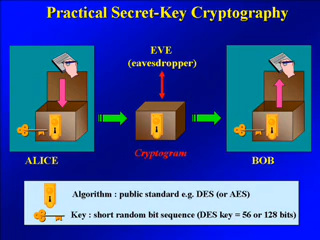 Practical Secret-Key Cryptography
EVE
(eavesdropper)
Cryptogram
ALICE
BOB
Algorithm : public standard e.g. DES (or AES)
Key : short random bit sequence (DES key = 56 or 128 bits)